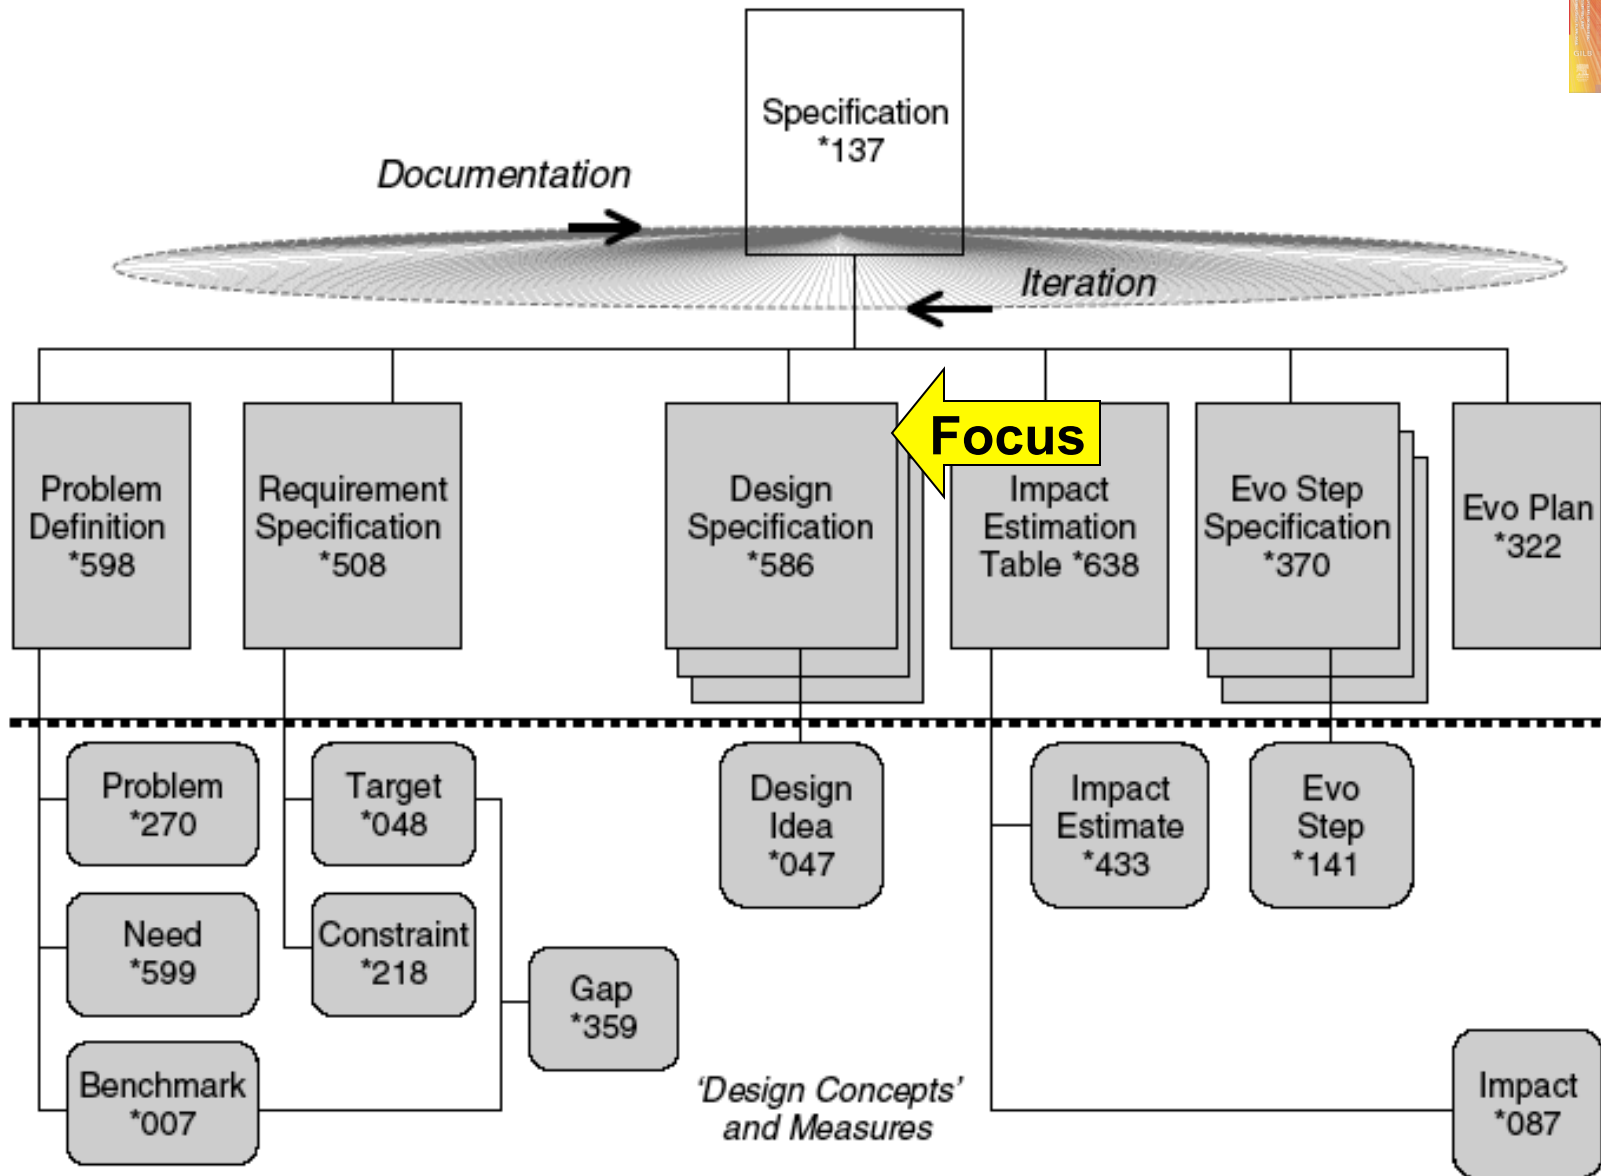 Specification
*137
Documentation
Iteration
Focus
Problem
Definition
*598
Requirement
Specification
*508
Design
Specification
*586
Impact
Estimation
Table *638
Evo Step
Specification
*370
Evo Plan
*322
Problem
*270
Target
*048
Design
Idea
*047
Impact
Estimate
*433
Evo
Step
*141
Need
*599
Constraint
*218
Gap
*359
Benchmark
*007
'Design Concepts'
and Measures
Impact
*087